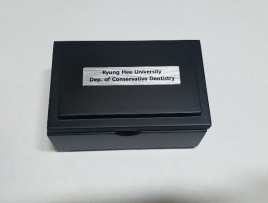 Kyung Hee University
Dep. of Conservative Dentistry